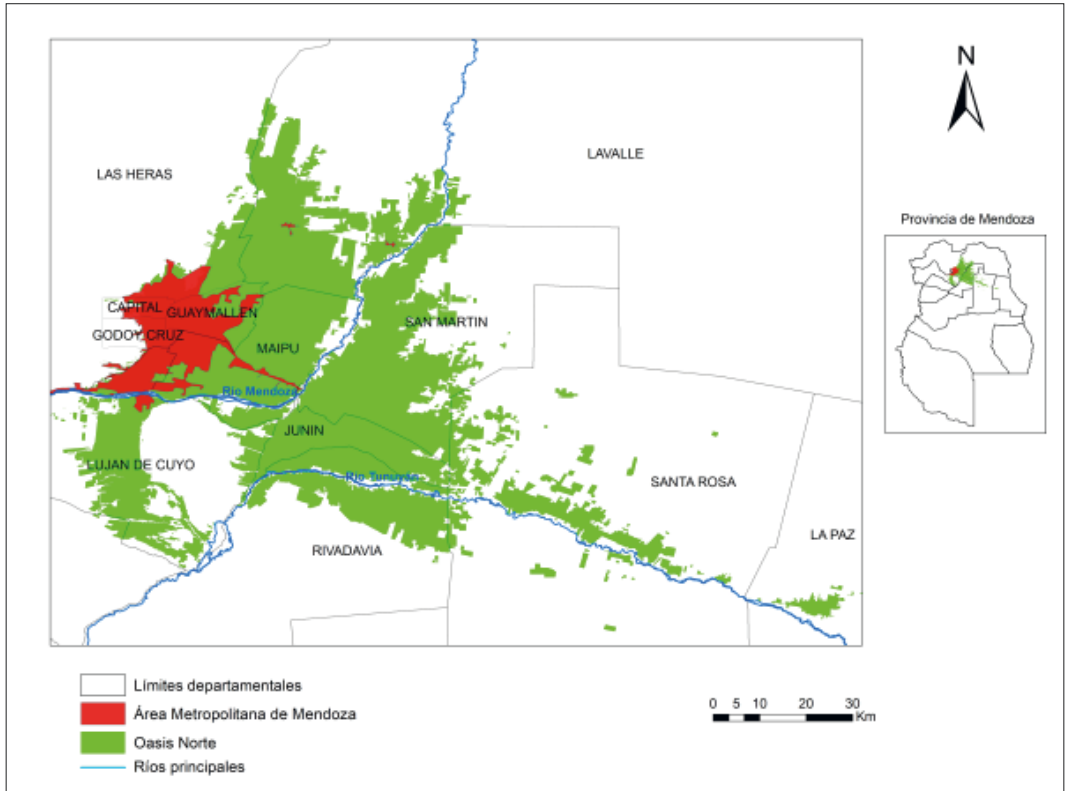 N
LAVALLE
LAS HERAS
Provincia de Mendoza
CAPITAL
GUAYMALLEN
SAN MARTIN
GODOY CRUZ
MAIPU
Río Mendoza
JUNIN
LUJAN DE CUYO
Río Tunuyán
SANTA ROSA
LA PAZ
RIVADAVIA
Límites departamentales
Área Metropolitana de Mendoza
Oasis Norte
Ríos principales
0 5 10 20 30
Km